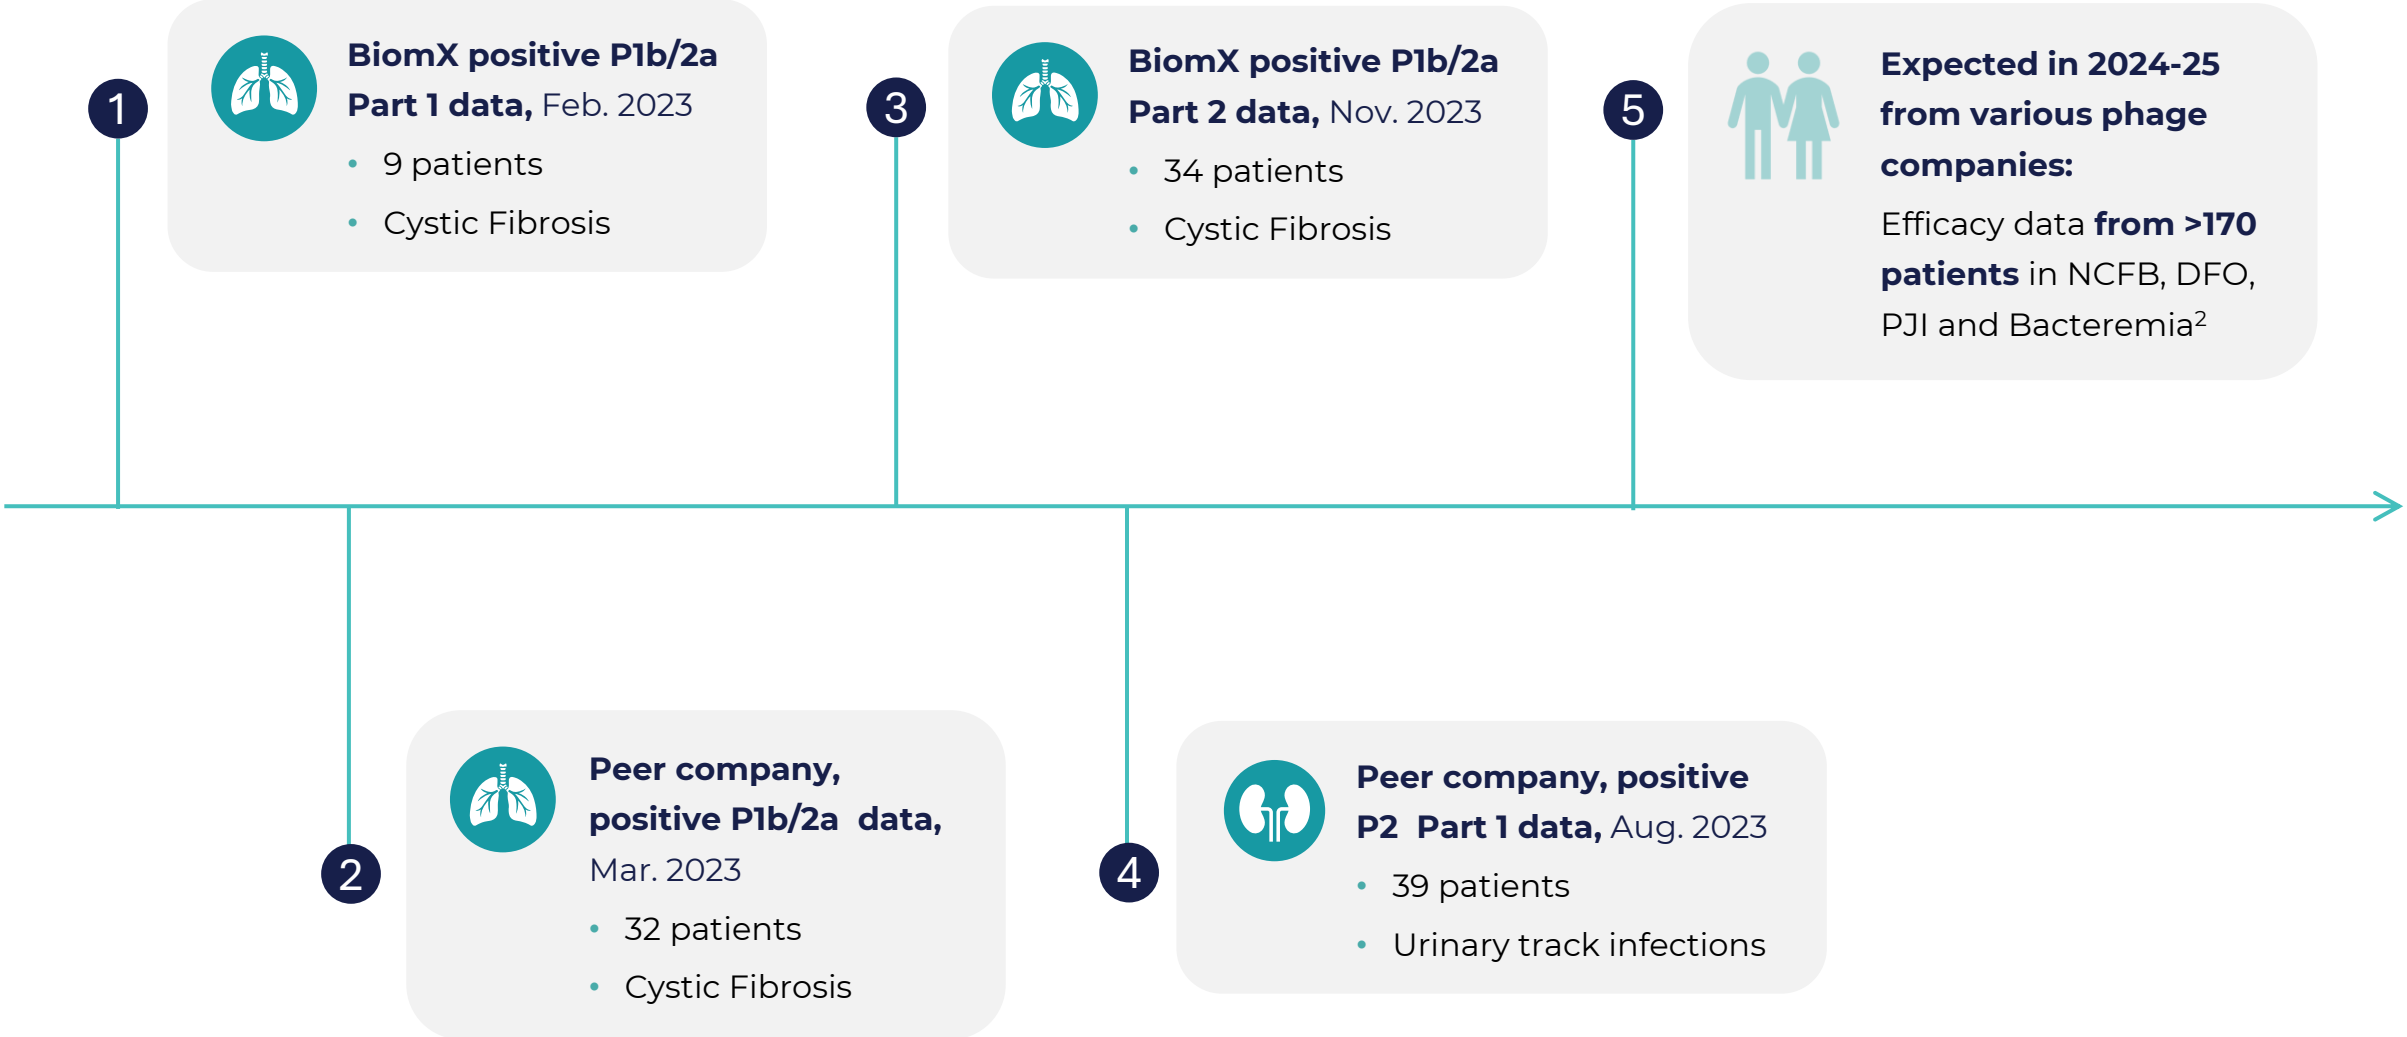 1
BiomX positive P1b/2a
Part 1 data, Feb. 2023
• 9 patients
• Cystic Fibrosis
2
Peer company,
positive P1b/2a  data,
Mar. 2023
• 32 patients
• Cystic Fibrosis
3
BiomX positive P1b/2a
Part 2 data, Nov. 2023
• 34 patients
• Cystic Fibrosis
4
Peer company, positive
P2  Part 1 data, Aug. 2023
• 39 patients
• Urinary track infections
5
Expected in 2024-25
from various phage
companies:
Efficacy data from >170
patients in NCFB, DFO,
PJI and Bacteremia²